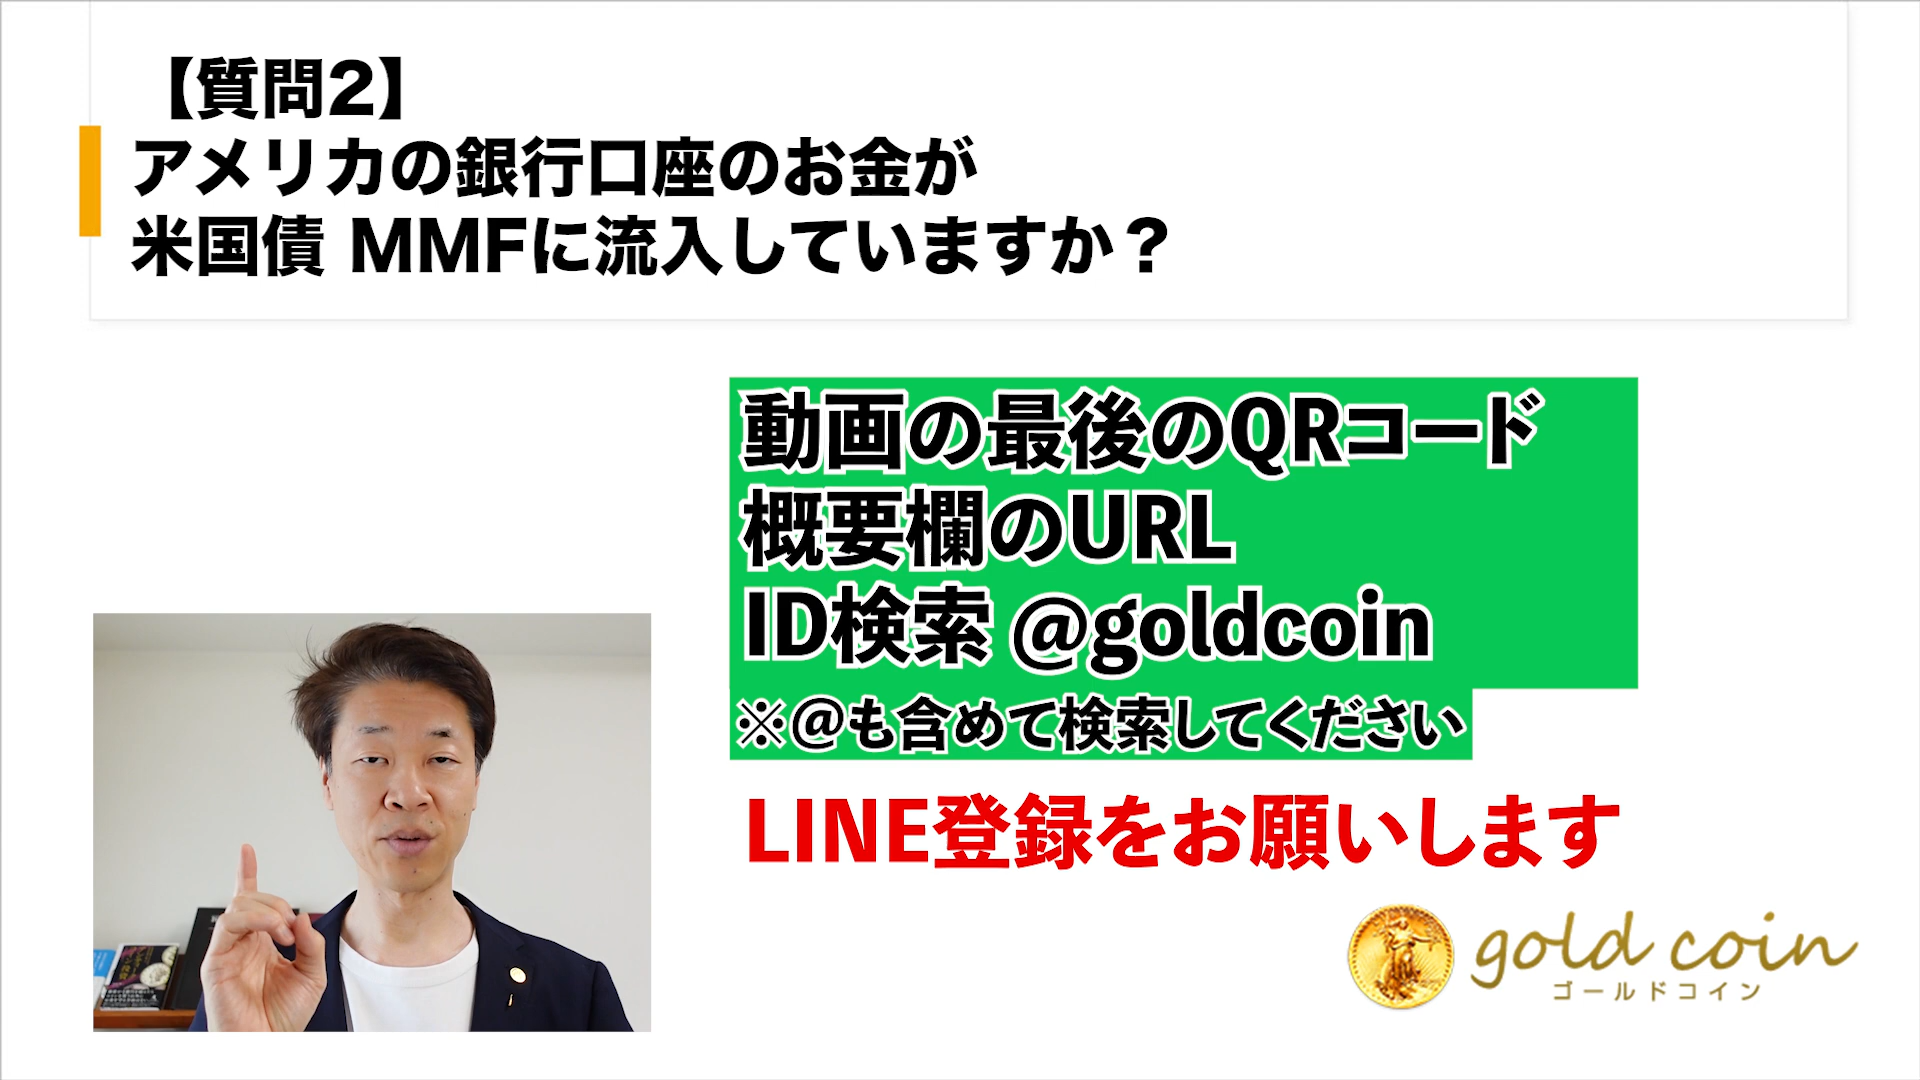 【質問2】
アメリカの銀行口座のお金が
米国債 MMFに流入していますか？
動画の最後のQRコード
概要欄のURL
ID検索 @goldcoin
※@も含めて検索してください
LINE登録をお願いします
gold coin
ゴールドコイン